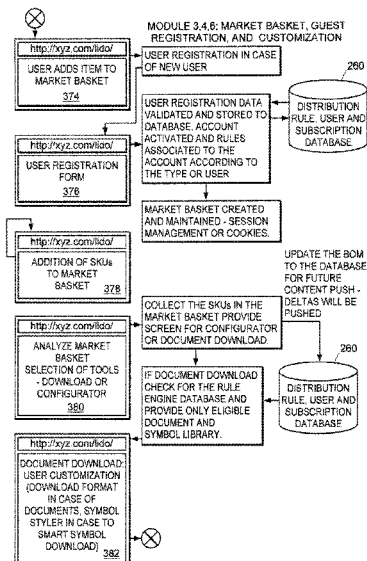 MODULE 3,4,6: MARKET BASKET, GUEST
REGISTRATION, AND CUSTOMIZATION
http://xyz.com/lido/
USER ADDS ITEM TO
MARKET BASKET
374
USER REGISTRATION IN CASE
OF NEW USER
260
DISTRIBUTION
RULE, USER AND
SUBSCRIPTION
DATABASE
USER REGISTRATION DATA
VALIDATED AND STORED TO
DATABASE, ACCOUNT
ACTIVATED AND RULES
ASSOCIATED TO THE
ACCOUNT ACCORDING TO
THE TYPE OR USER
http://xyz.com/lido/
USER REGISTRATION
FORM
376
MARKET BASKET CREATED
AND MAINTAINED - SESSION
MANAGEMENT OR COOKIES.
http://xyz.com/lido/
ADDITION OF SKUs
TO MARKET
BASKET
378
UPDATE THE BOM
TO THE DATABASE
FOR FUTURE
CONTENT PUSH -
DELTAS WILL BE
PUSHED
COLLECT THE SKUs IN THE
MARKET BASKET PROVIDE
SCREEN FOR CONFIGURATOR
OR DOCUMENT DOWNLOAD.
http://xyz.com/lido/
ANALYZE MARKET
BASKET
SELECTION OF TOOLS
- DOWNLOAD OR
CONFIGURATOR
380
260
DISTRIBUTION
RULE, USER AND
SUBSCRIPTION
DATABASE
IF DOCUMENT DOWNLOAD
CHECK FOR THE RULE
ENGINE DATABASE AND
PROVIDE ONLY ELIGIBLE
DOCUMENT AND
SYMBOL LIBRARY.
http://xyz.com/lido/
DOCUMENT DOWNLOAD:
USER CUSTOMIZATION
(DOWNLOAD FORMAT
IN CASE OF
DOCUMENTS, SYMBOL
STYLER IN CASE TO
SMART SYMBOL
DOWNLOAD)
382